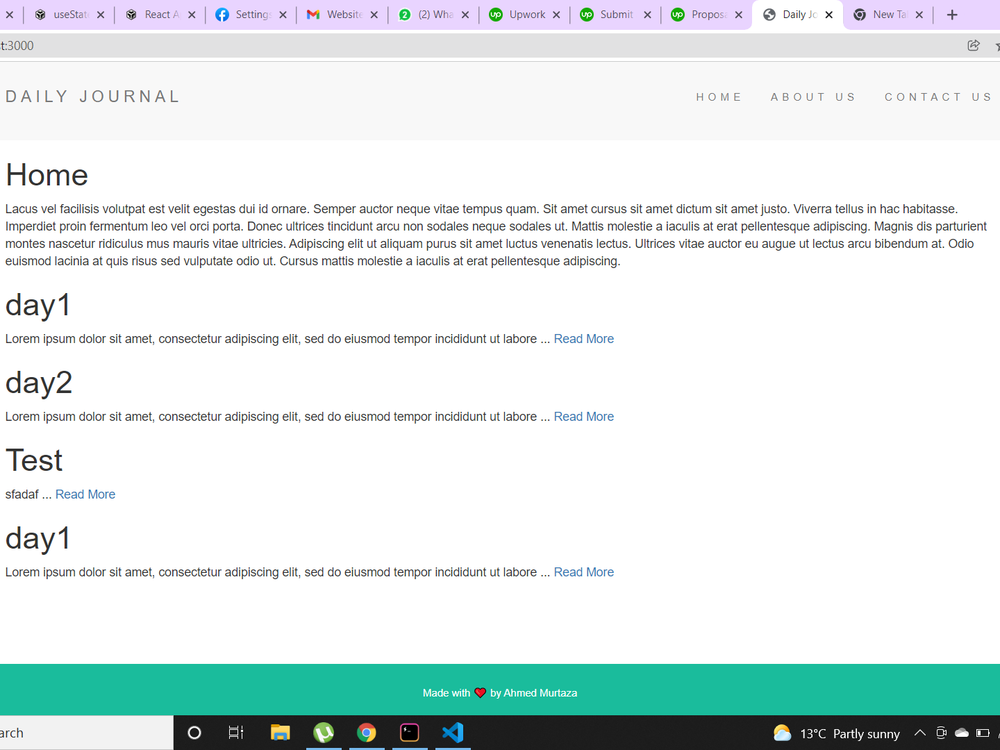 useState
React A
Settings
Website
(2) Wha
Upwork
Submit
Proposa
Daily Jo
New Ta
t:3000
DAILY JOURNAL
HOME ABOUT US CONTACT US
Home
Lacus vel facilisis volutpat est velit egestas dui id ornare. Semper auctor neque vitae tempus quam. Sit amet cursus sit amet dictum sit amet justo. Viverra tellus in hac habitasse.
Imperdiet proin fermentum leo vel orci porta. Donec ultrices tincidunt arcu non sodales neque sodales ut. Mattis molestie a iaculis at erat pellentesque adipiscing. Magnis dis parturient
montes nascetur ridiculus mus mauris vitae ultricies. Adipiscing elit ut aliquam purus sit amet luctus venenatis lectus. Ultrices vitae auctor eu augue ut lectus arcu bibendum at. Odio
euismod lacinia at quis risus sed vulputate odio ut. Cursus mattis molestie a iaculis at erat pellentesque adipiscing.
day1
Lorem ipsum dolor sit amet, consectetur adipiscing elit, sed do eiusmod tempor incididunt ut labore ... Read More
day2
Lorem ipsum dolor sit amet, consectetur adipiscing elit, sed do eiusmod tempor incididunt ut labore ... Read More
Test
sfadaf ... Read More
day1
Lorem ipsum dolor sit amet, consectetur adipiscing elit, sed do eiusmod tempor incididunt ut labore ... Read More
Made with ❤ by Ahmed Murtaza
arch
13°C Partly sunny